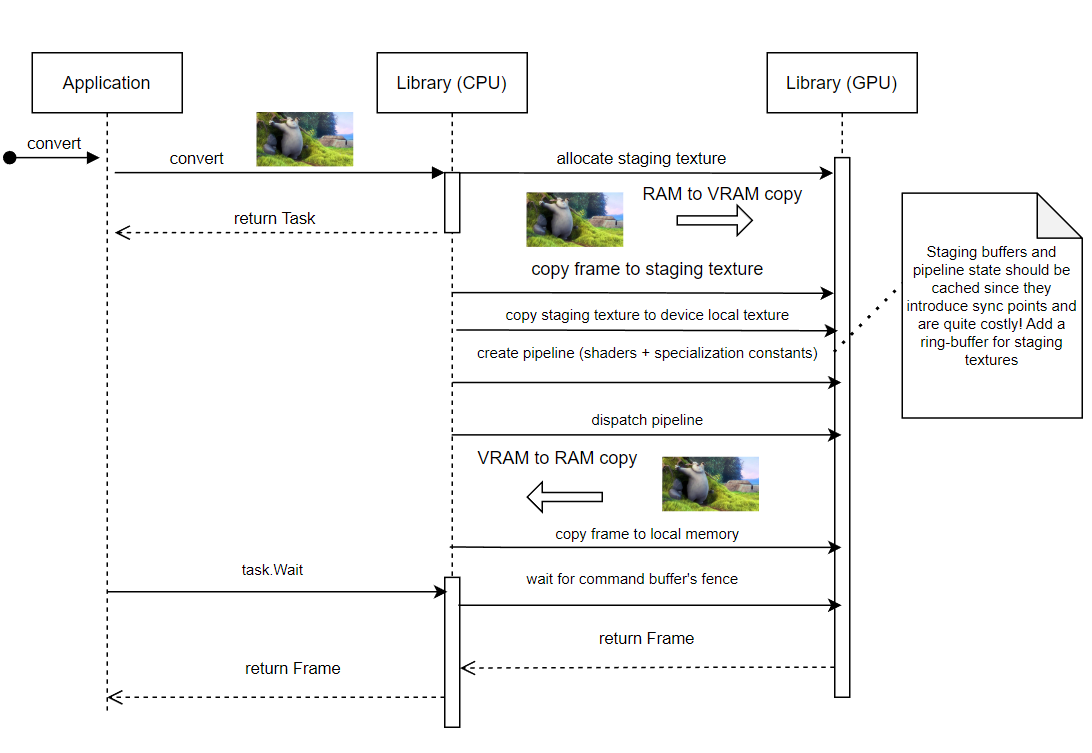 Application
Library (CPU)
Library (GPU)
convert
convert
allocate staging texture
RAM to VRAM copy
return Task
copy frame to staging texture
copy staging texture to device local texture
create pipeline (shaders + specialization constants)
Staging buffers and
pipeline state should be
cached since they
introduce sync points and
are quite costly! Add a
ring-buffer for staging
textures
dispatch pipeline
VRAM to RAM copy
copy frame to local memory
task.Wait
wait for command buffer's fence
return Frame
return Frame